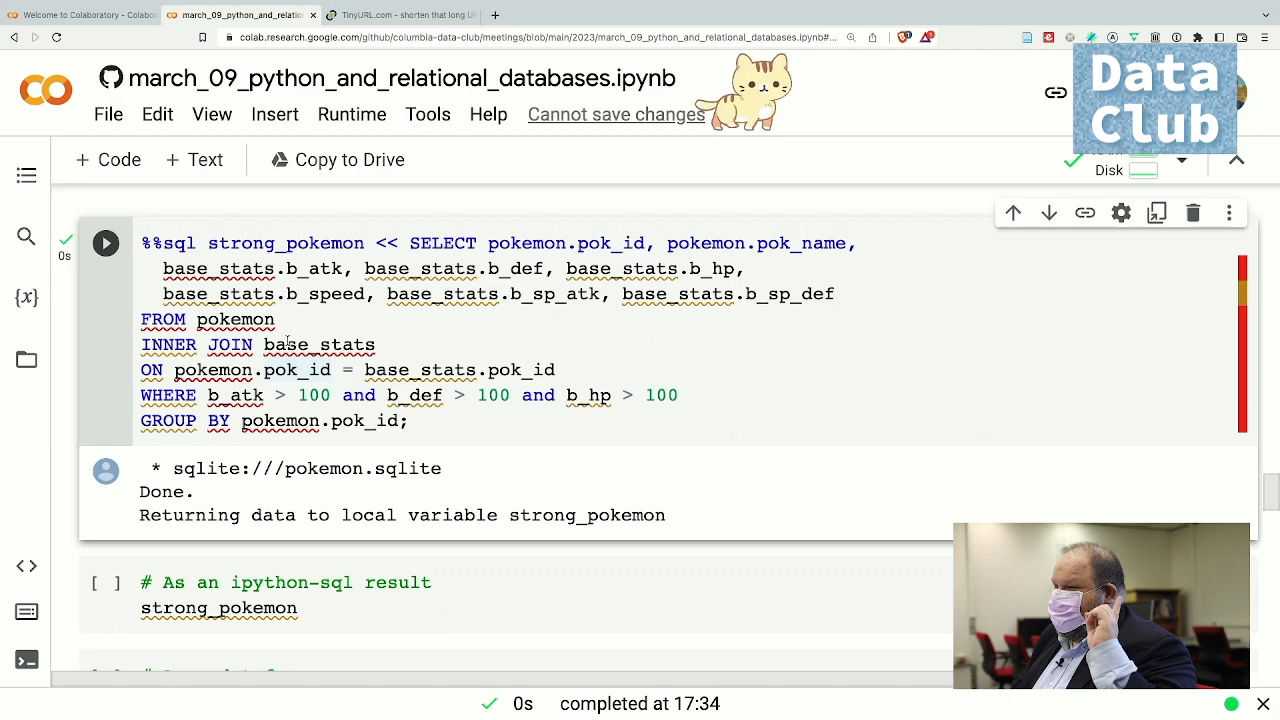 Welcome to Colaboratory - Colabor
march_09_python_and_relatio
TinyURL.com - shorten that long U
colab.research.google.com/github/columbia-data-club/meetings/blob/main/2023/march_09_python_and_relational_databases.ipynb#...
march_09_python_and_relational_databases.ipynb
File Edit View Insert Runtime Tools Help Cannot save changes
Data
Club
+ Code + Text Copy to Drive
Disk
%%sql strong_pokemon << SELECT pokemon.pok_id, pokemon.pok_name,
0s
base_stats.b_atk, base_stats.b_def, base_stats.b_hp,
base_stats.b_speed, base_stats.b_sp_atk, base_stats.b_sp_def
FROM pokemon
INNER JOIN base_stats
ON pokemon.pok_id = base_stats.pok_id
WHERE b_atk > 100 and b_def > 100 and b_hp > 100
GROUP BY pokemon.pok_id;
* sqlite:///pokemon.sqlite
Done.
Returning data to local variable strong_pokemon
[ ] # As an ipython-sql result
strong_pokemon
0s completed at 17:34